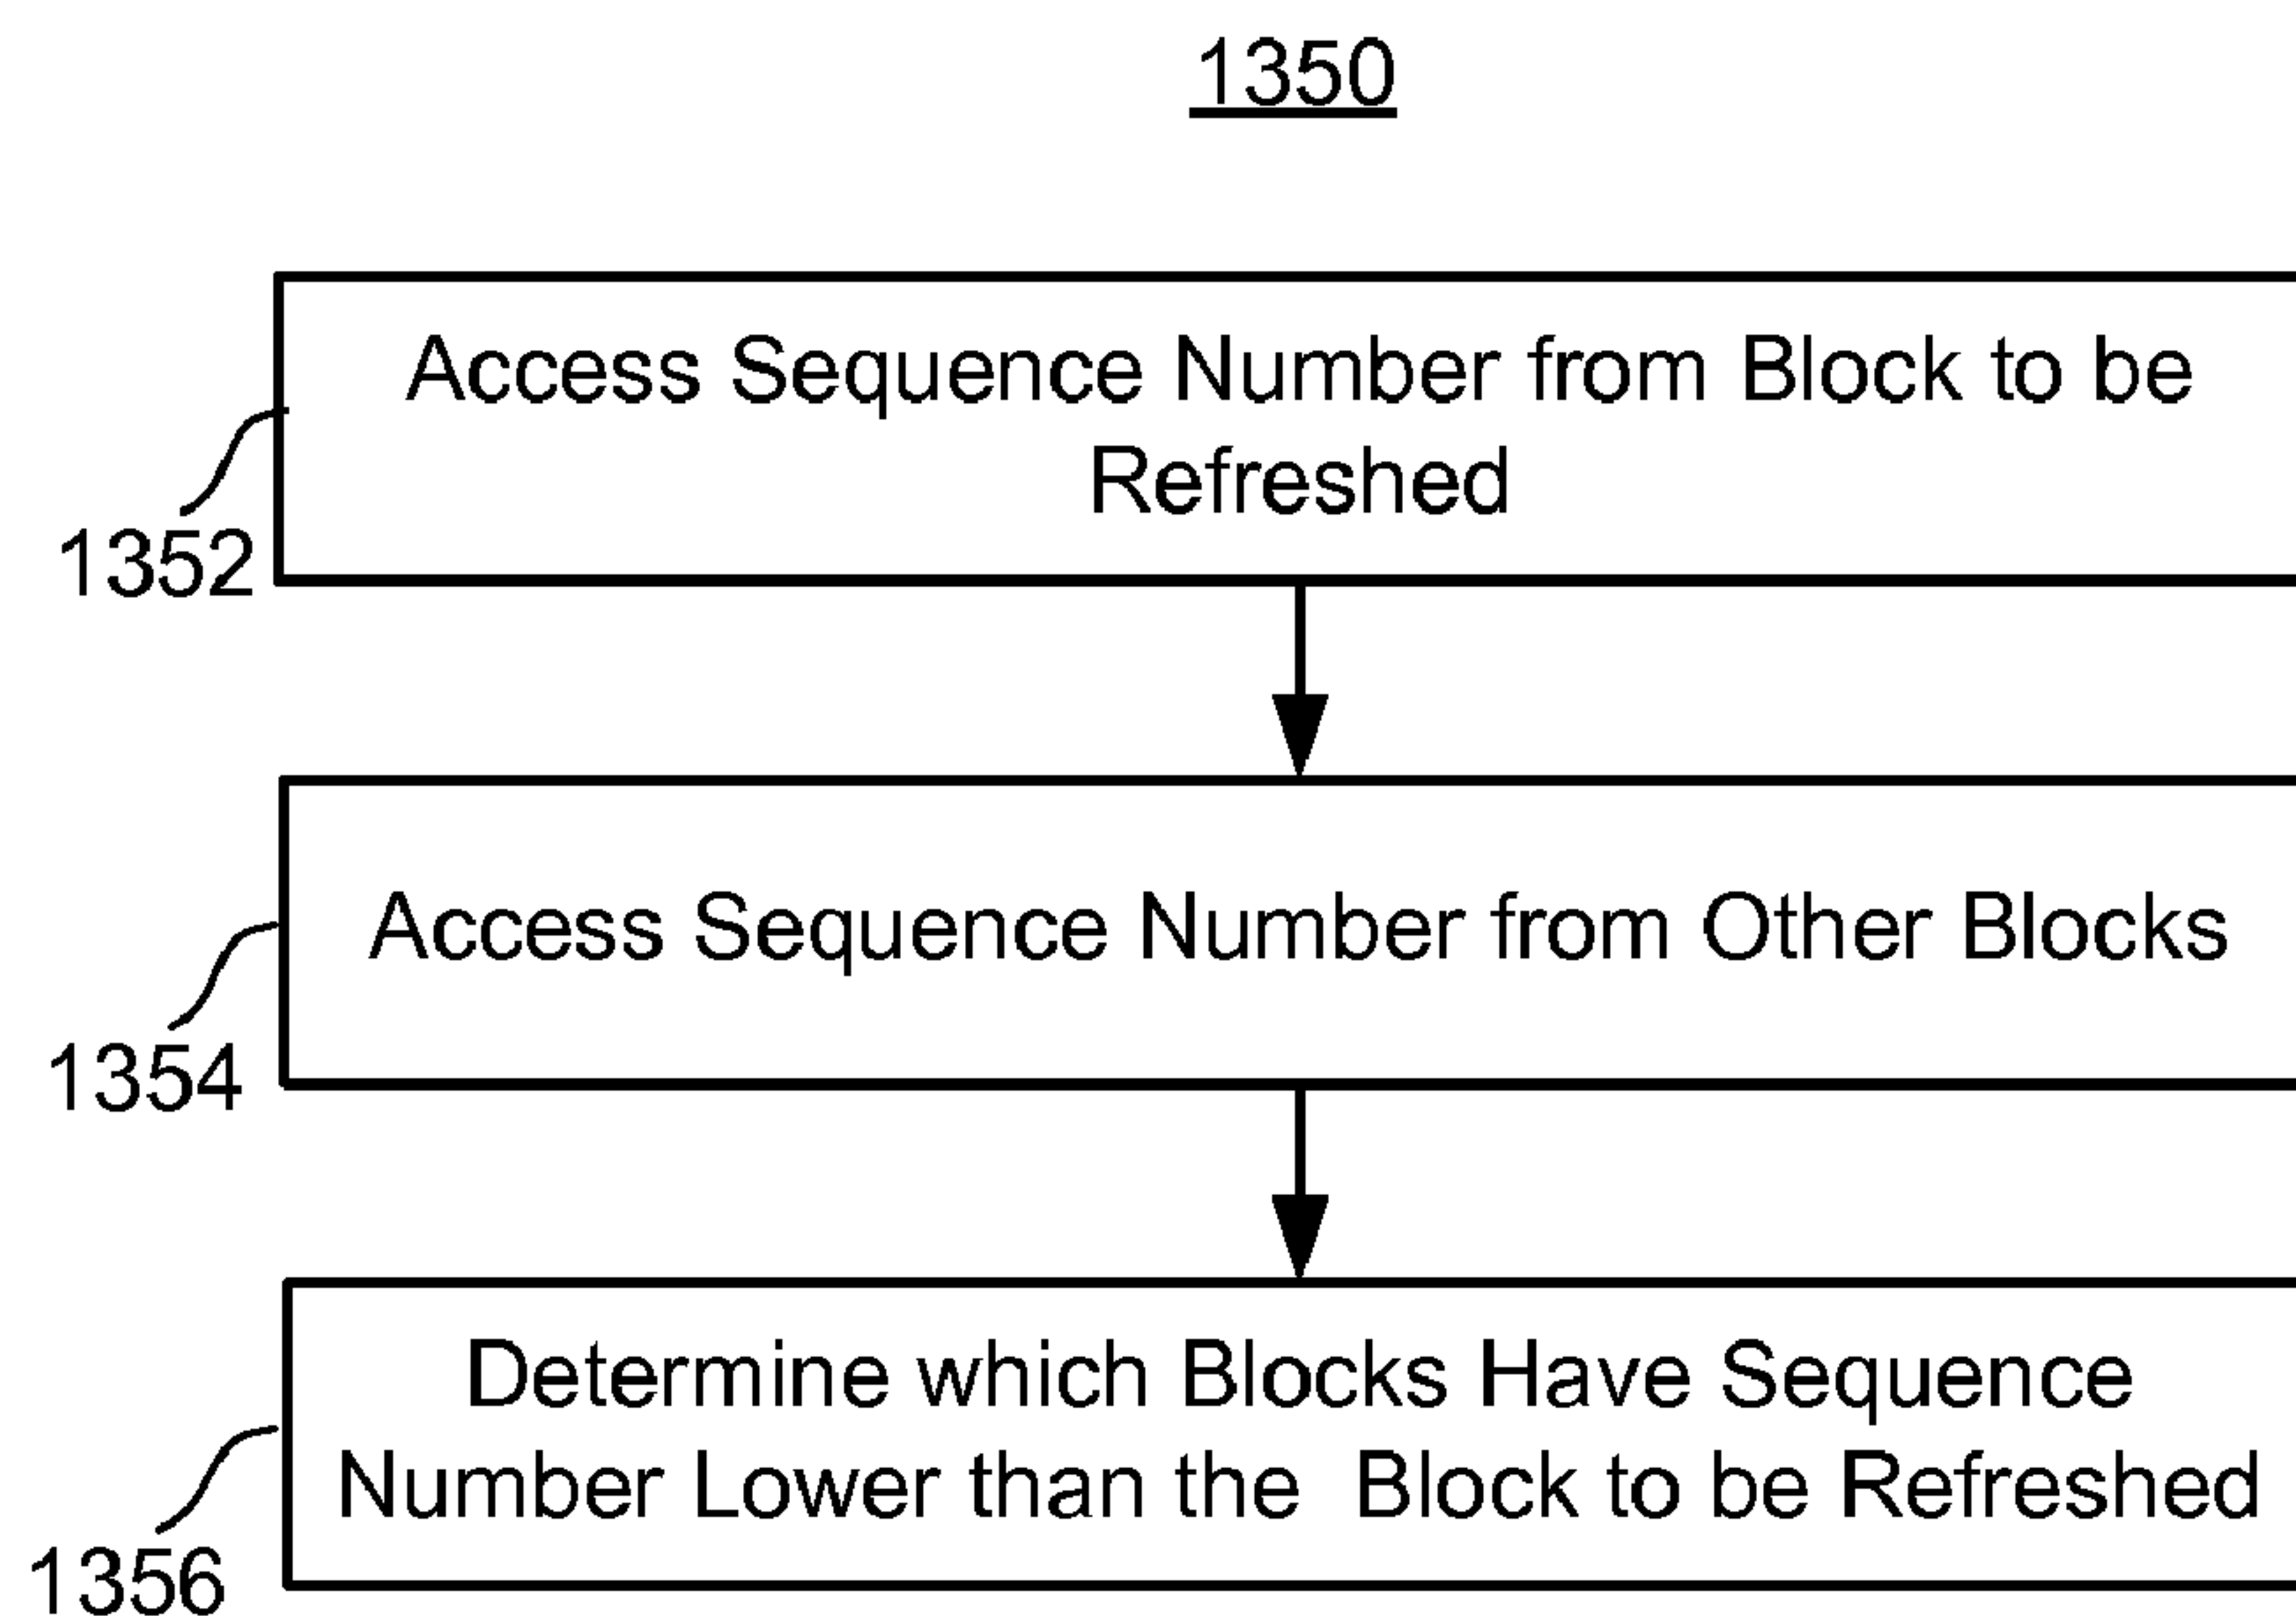 1350
Access Sequence Number from Block to be
Refreshed
1352
Access Sequence Number from Other Blocks
1354
Determine which Blocks Have Sequence
Number Lower than the Block to be Refreshed
1356